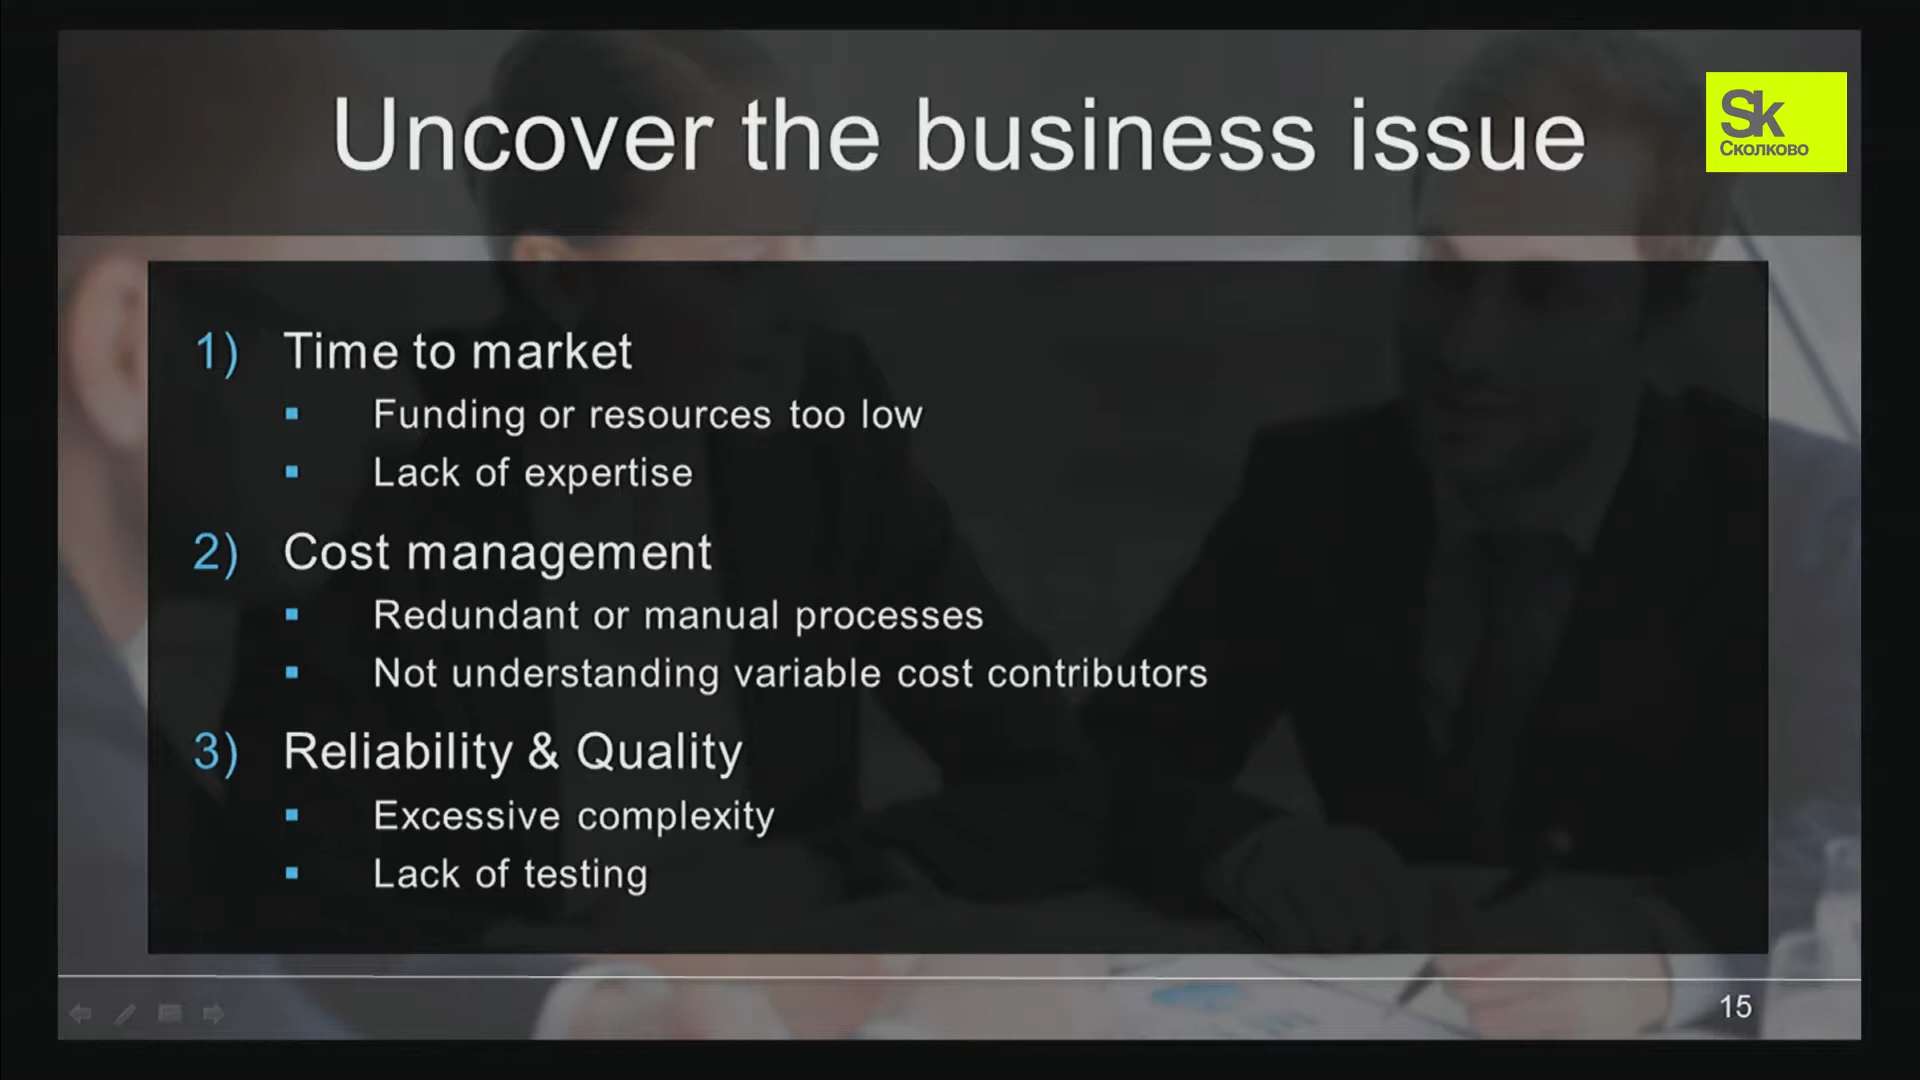 Uncover the business issue
Sk
Сколково
1) Time to market
▪ Funding or resources too low
▪ Lack of expertise
2) Cost management
▪ Redundant or manual processes
▪ Not understanding variable cost contributors
3) Reliability & Quality
▪ Excessive complexity
▪ Lack of testing
15